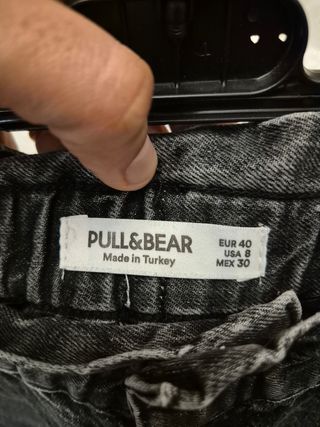 PULL&BEAR
Made in Turkey
EUR 40
USA 8
MEX 30